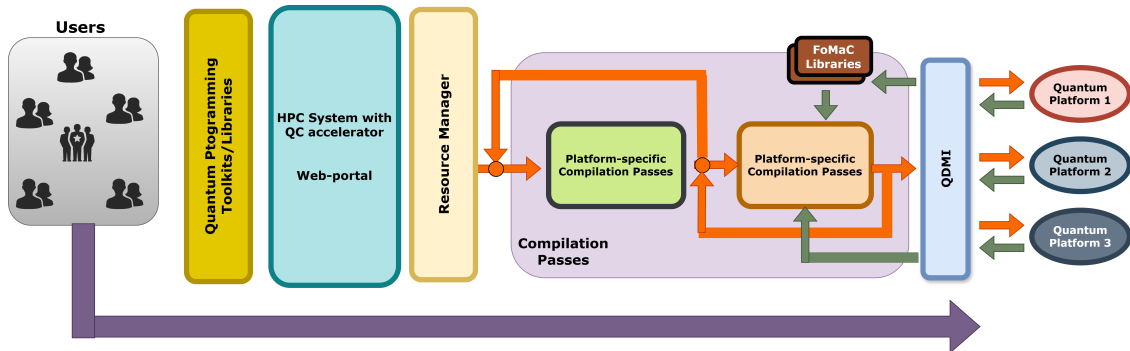 Users
Quantum Ptogramming
Toolkits/Libraries
HPC System with
QC accelerator
Web-portal
Resource Manager
Compilation
Passes
Platform-specific
Compilation Passes
FoMaC
Libraries
Platform-specific
Compilation Passes
QDMI
Quantum
Platform 1
Quantum
Platform 2
Quantum
Platform 3